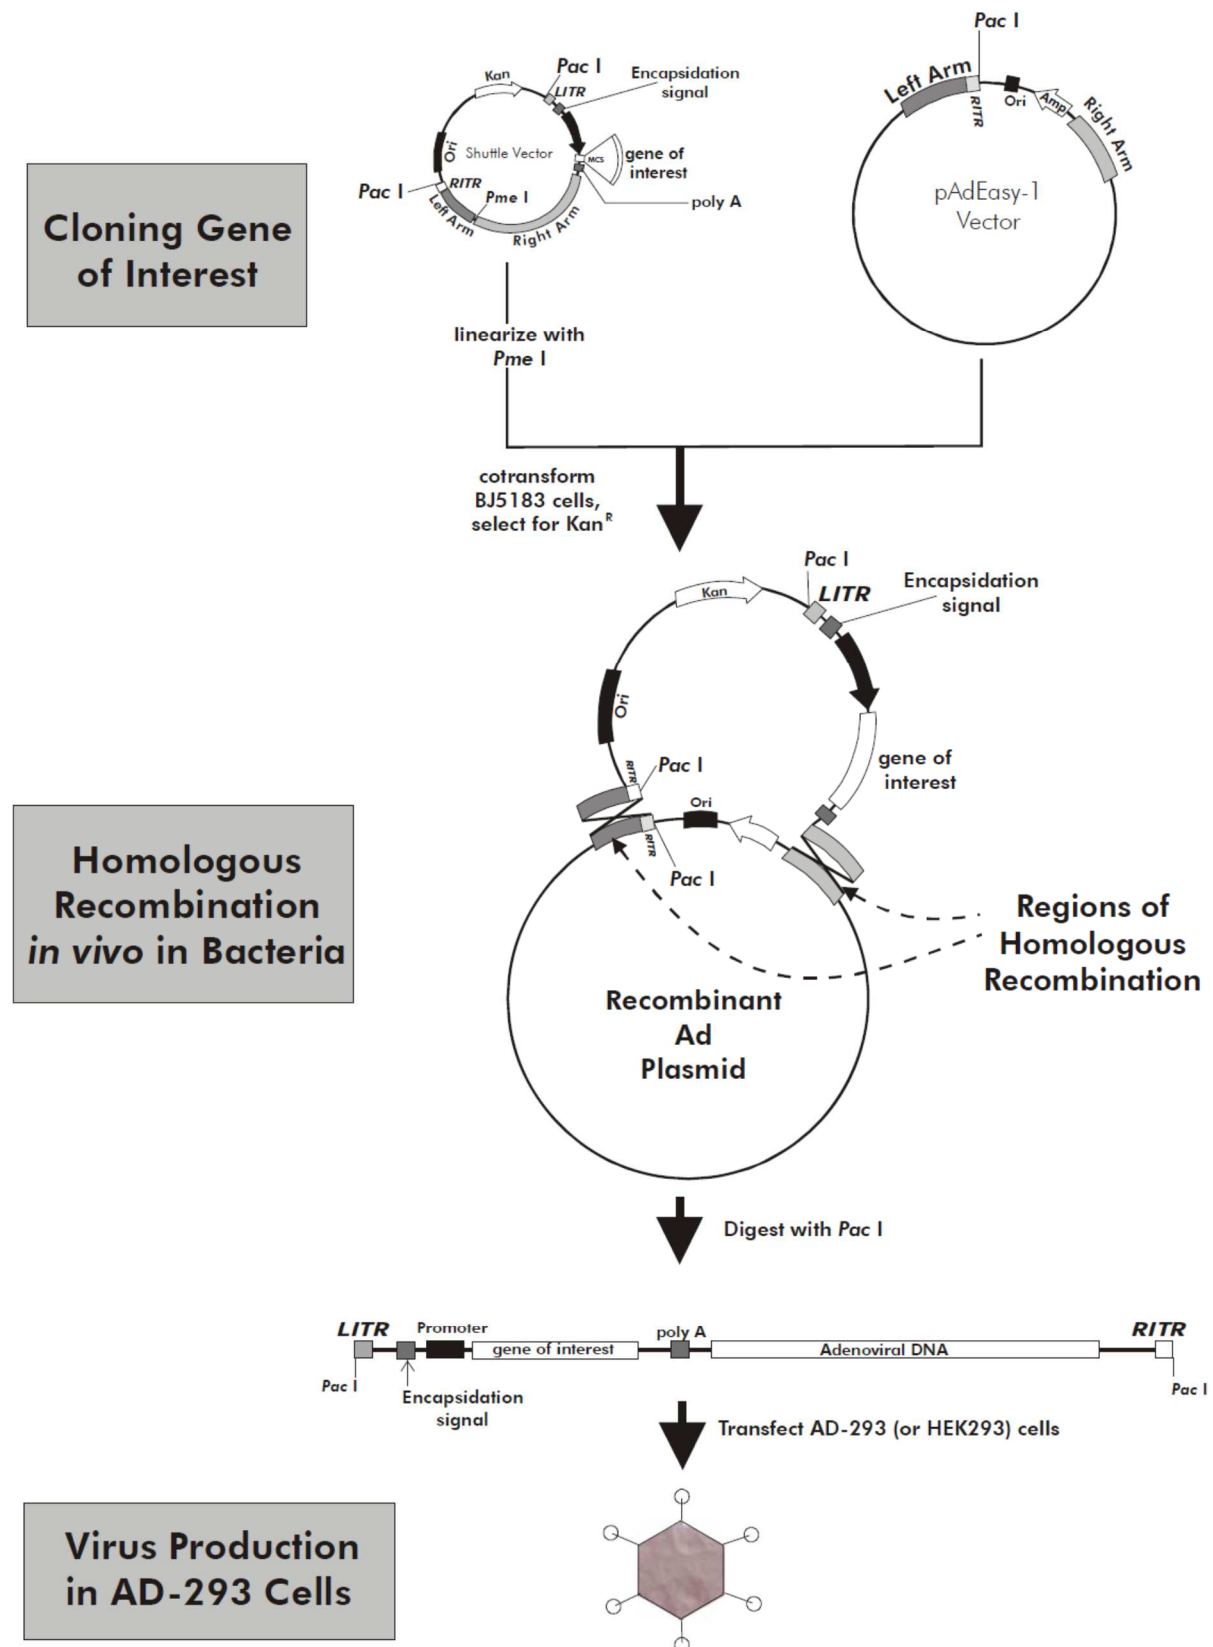 Cloning Gene
of Interest
Kan
Pac I
LITR
Encapsidation
signal
Ori
Shuttle Vector
MCS
gene of
interest
Pac I
RITR
Pme I
poly A
Left Arm
Right Arm
Pac I
Left Arm
RITR
Ori
Amp
Right Arm
pAdEasy-1
Vector
linearize with
Pme I
cotransform
BJ5183 cells,
select for Kan^R
Homologous
Recombination
in vivo in Bacteria
Kan
Pac I
LITR
Encapsidation
signal
Ori
gene of
interest
RITR
Pac I
Ori
RITR
Pac I
Regions of
Homologous
Recombination
Recombinant
Ad
Plasmid
Digest with Pac I
LITR
Promoter
gene of interest
poly A
Adenoviral DNA
RITR
Pac I
Encapsidation
signal
Pac I
Transfect AD-293 (or HEK293) cells
Virus Production
in AD-293 Cells